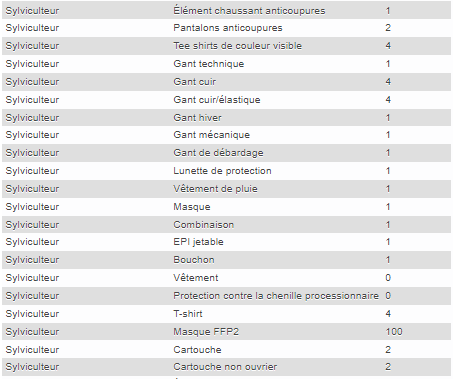 Sylviculteur Élément chaussant anticoupures 1
Sylviculteur Pantalons anticoupures 2
Sylviculteur Tee shirts de couleur visible 4
Sylviculteur Gant technique 1
Sylviculteur Gant cuir 4
Sylviculteur Gant cuir/élastique 4
Sylviculteur Gant hiver 1
Sylviculteur Gant mécanique 1
Sylviculteur Gant de débardage 1
Sylviculteur Lunette de protection 1
Sylviculteur Vêtement de pluie 1
Sylviculteur Masque 1
Sylviculteur Combinaison 1
Sylviculteur EPI jetable 1
Sylviculteur Bouchon 1
Sylviculteur Vêtement 0
Sylviculteur Protection contre la chenille processionnaire 0
Sylviculteur T-shirt 4
Sylviculteur Masque FFP2 100
Sylviculteur Cartouche 2
Sylviculteur Cartouche non ouvrier 2